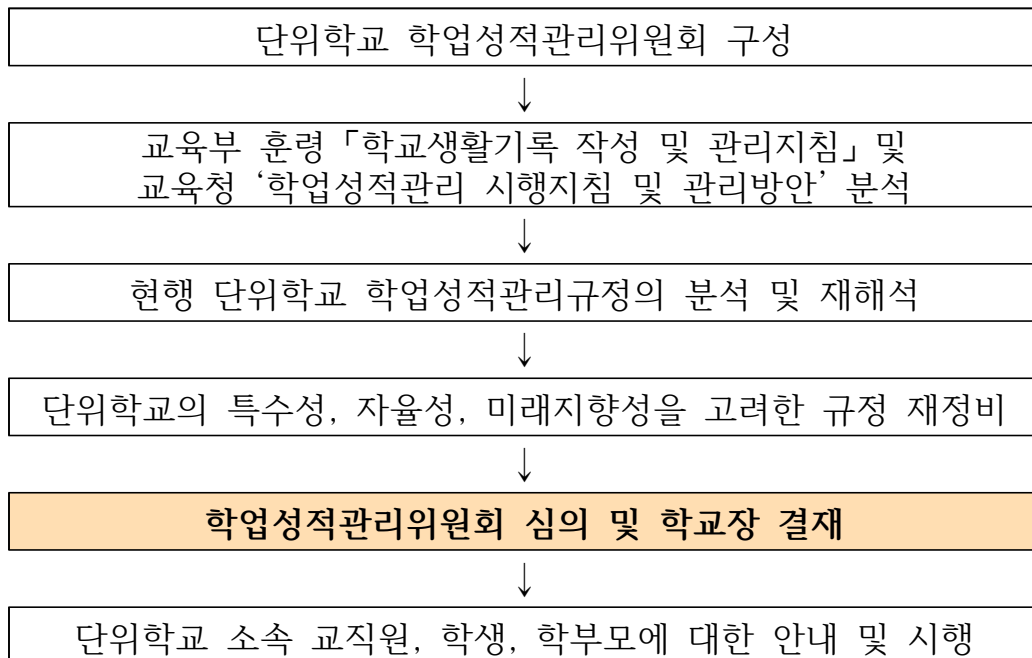 단위학교 학업성적관리위원회 구성
↓
교육부 훈령 「학교생활기록 작성 및 관리지침」 및
교육청 ‘학업성적관리 시행지침 및 관리방안’ 분석
↓
현행 단위학교 학업성적관리규정의 분석 및 재해석
↓
단위학교의 특수성, 자율성, 미래지향성을 고려한 규정 재정비
↓
학업성적관리위원회 심의 및 학교장 결재
↓
단위학교 소속 교직원, 학생, 학부모에 대한 안내 및 시행